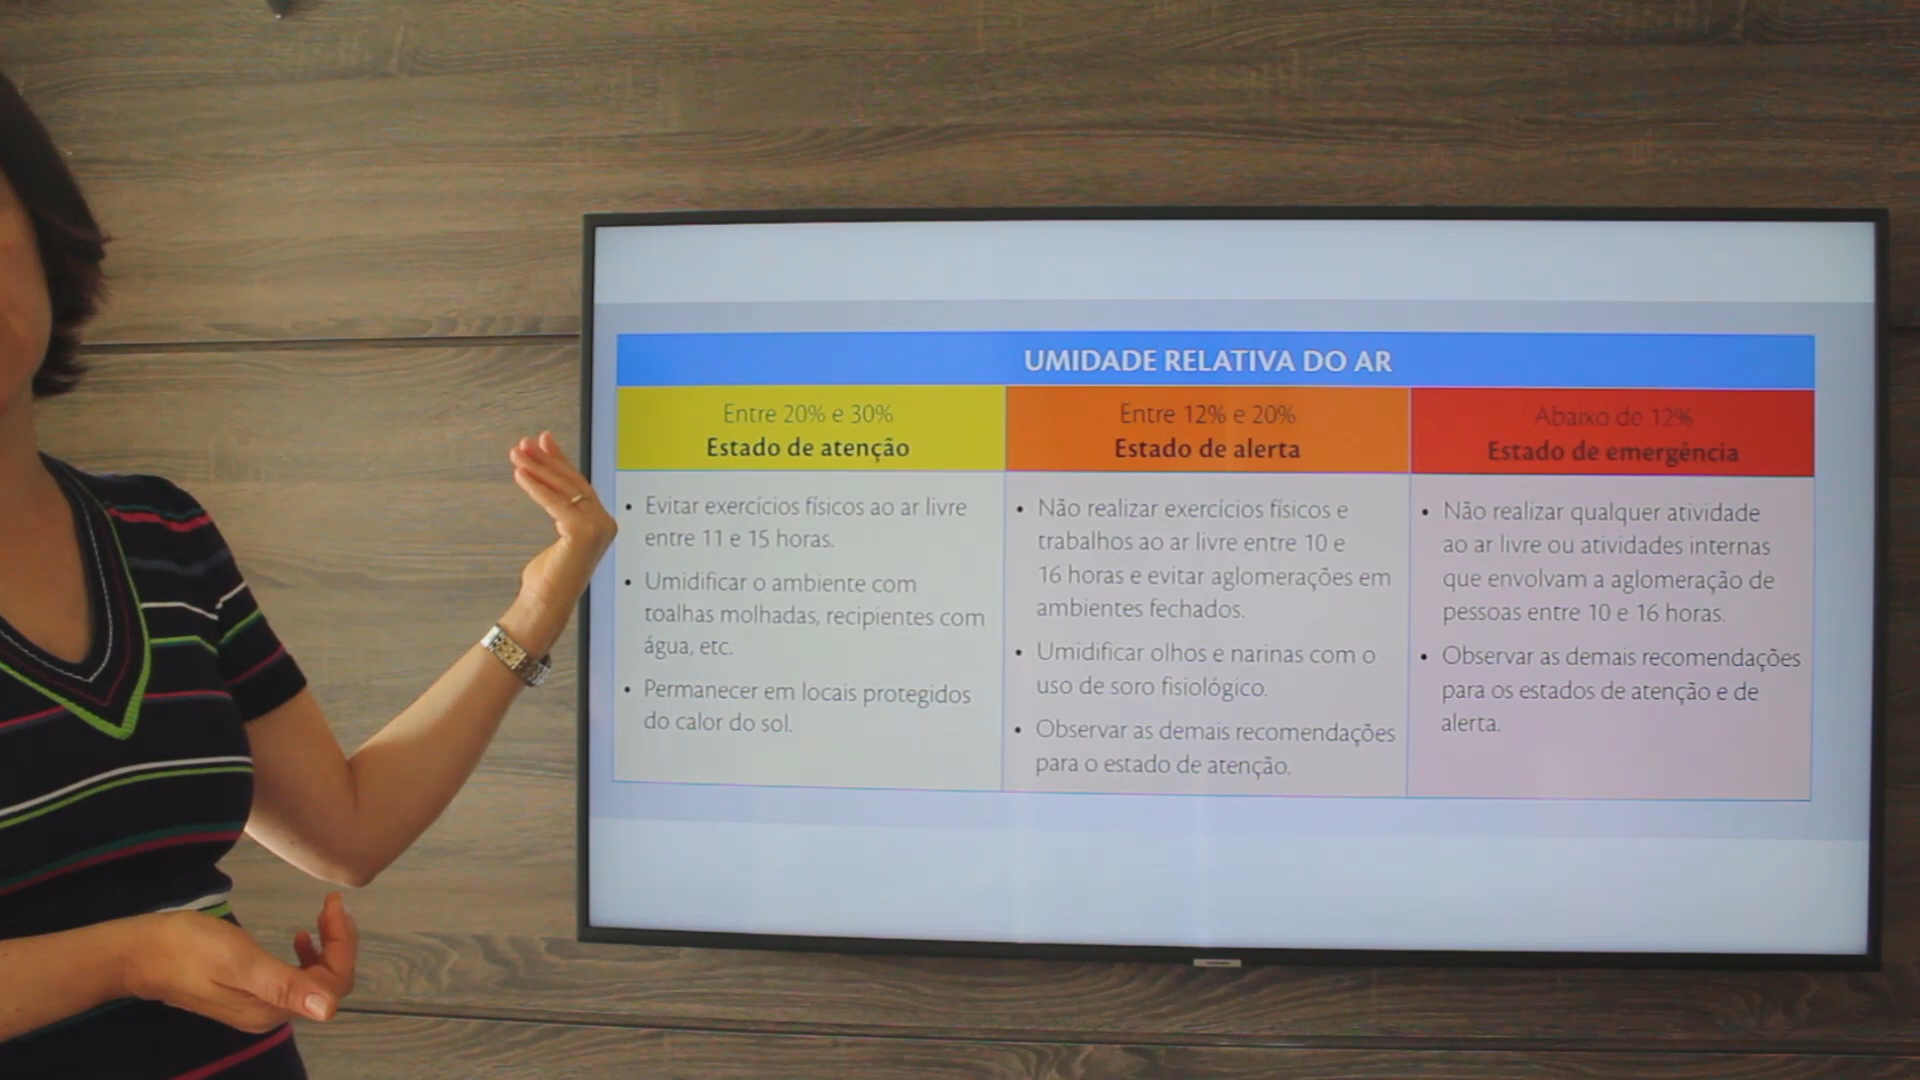 UMIDADE RELATIVA DO AR
Entre 20% e 30%
Estado de atenção
• Evitar exercícios físicos ao ar livre
entre 11 e 15 horas.
• Umidificar o ambiente com
toalhas molhadas, recipientes com
água, etc.
• Permanecer em locais protegidos
do calor do sol.
Entre 12% e 20%
Estado de alerta
• Não realizar exercícios físicos e
trabalhos ao ar livre entre 10 e
16 horas e evitar aglomerações em
ambientes fechados.
• Umidificar olhos e narinas com o
uso de soro fisiológico.
• Observar as demais recomendações
para o estado de atenção.
Abaixo de 12%
Estado de emergência
• Não realizar qualquer atividade
ao ar livre ou atividades internas
que envolvam a aglomeração de
pessoas entre 10 e 16 horas.
• Observar as demais recomendações
para os estados de atenção e de
alerta.